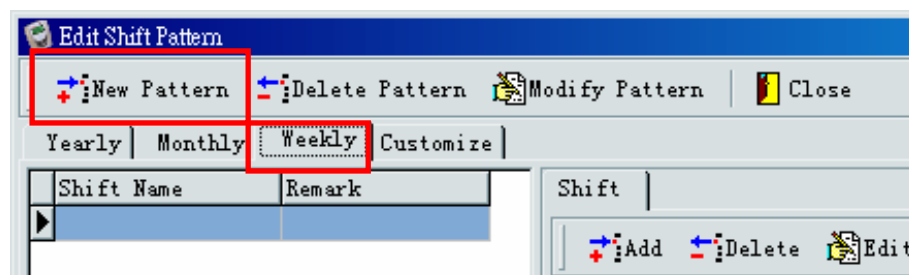 Edit Shift Pattern
New Pattern Delete Pattern Modify Pattern Close
Yearly Monthly Weekly Customize
Shift Name Remark Shift
Add Delete Edit